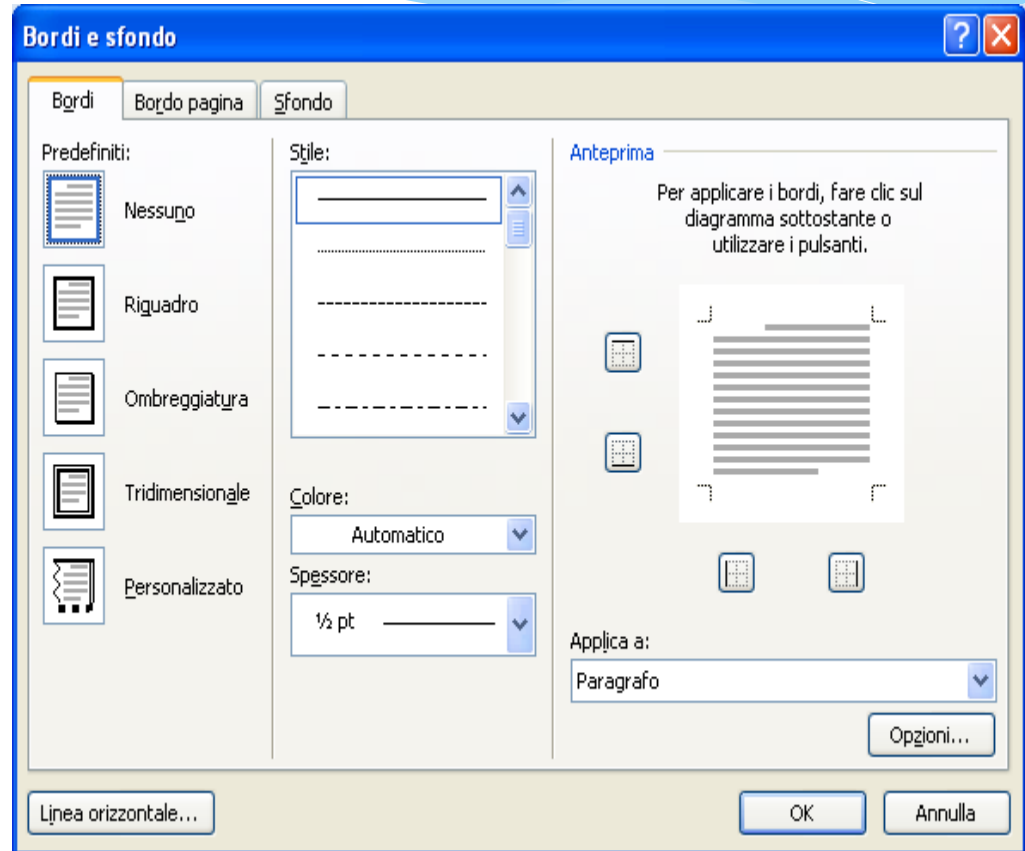 Bordi e sfondo
Bordi
Bordo pagina
Sfondo
Predefiniti:
Nessuno
Riquadro
Ombreggiatura
Tridimensionale
Personalizzato
Stile:
Colore:
Automatico
Spessore:
½ pt
Anteprima
Per applicare i bordi, fare clic sul
diagramma sottostante o
utilizzare i pulsanti.
Applica a:
Paragrafo
Opzioni...
Linea orizzontale...
OK
Annulla